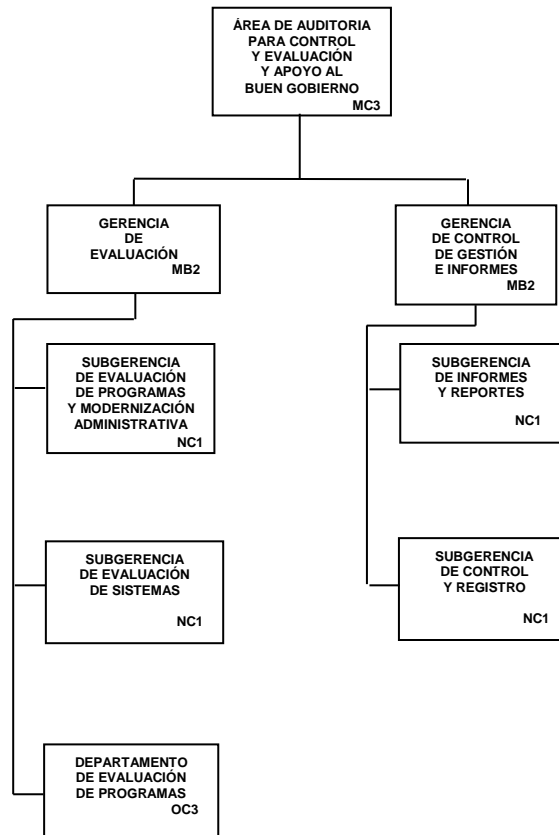 ÁREA DE AUDITORIA
PARA CONTROL
Y EVALUACIÓN
Y APOYO AL
BUEN GOBIERNO
MC3
GERENCIA
DE
EVALUACIÓN
MB2
GERENCIA
DE CONTROL
DE GESTIÓN
E INFORMES
MB2
SUBGERENCIA
DE EVALUACIÓN
DE PROGRAMAS
Y MODERNIZACIÓN
ADMINISTRATIVA
NC1
SUBGERENCIA
DE INFORMES
Y REPORTES
NC1
SUBGERENCIA
DE EVALUACIÓN
DE SISTEMAS
NC1
SUBGERENCIA
DE CONTROL
Y REGISTRO
NC1
DEPARTAMENTO
DE EVALUACIÓN
DE PROGRAMAS
OC3